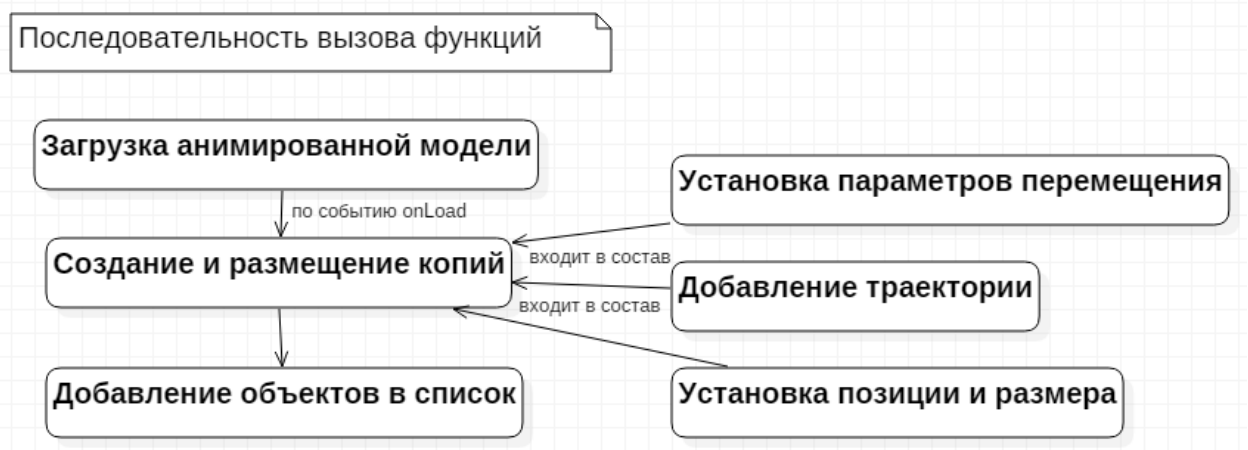 Последовательность вызова функций
Загрузка анимированной модели
по событию onLoad
Установка параметров перемещения
Создание и размещение копий
входит в состав
Добавление траектории
входит в состав
Добавление объектов в список
Установка позиции и размера